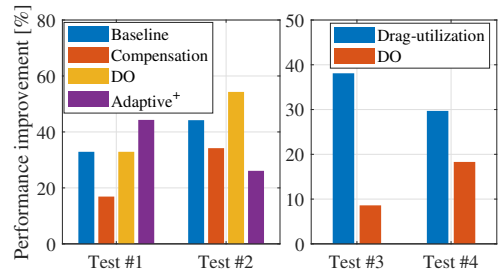 Performance improvement [%]
80
60
40
20
0
Baseline
Compensation
DO
Adaptive⁺
Test #1 Test #2
50
40
30
20
10
0
Drag-utilization
DO
Test #3 Test #4